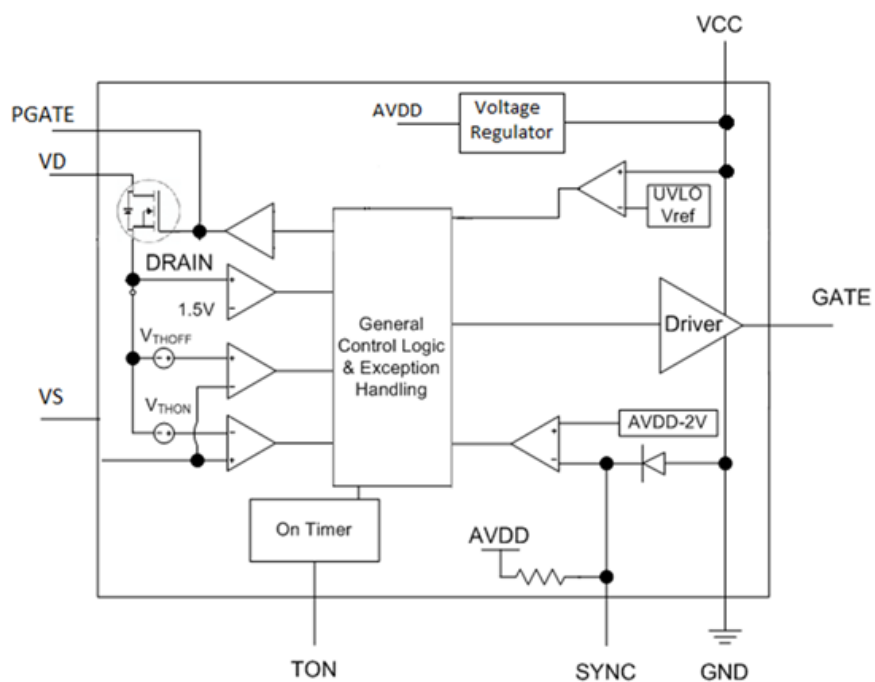 VCC
PGATE
AVDD
Voltage
Regulator
VD
UVLO
Vref
DRAIN
1.5V
General
Control Logic
& Exception
Handling
Driver
GATE
VTHOFF
VS
VTHON
AVDD-2V
On Timer
AVDD
TON
SYNC
GND